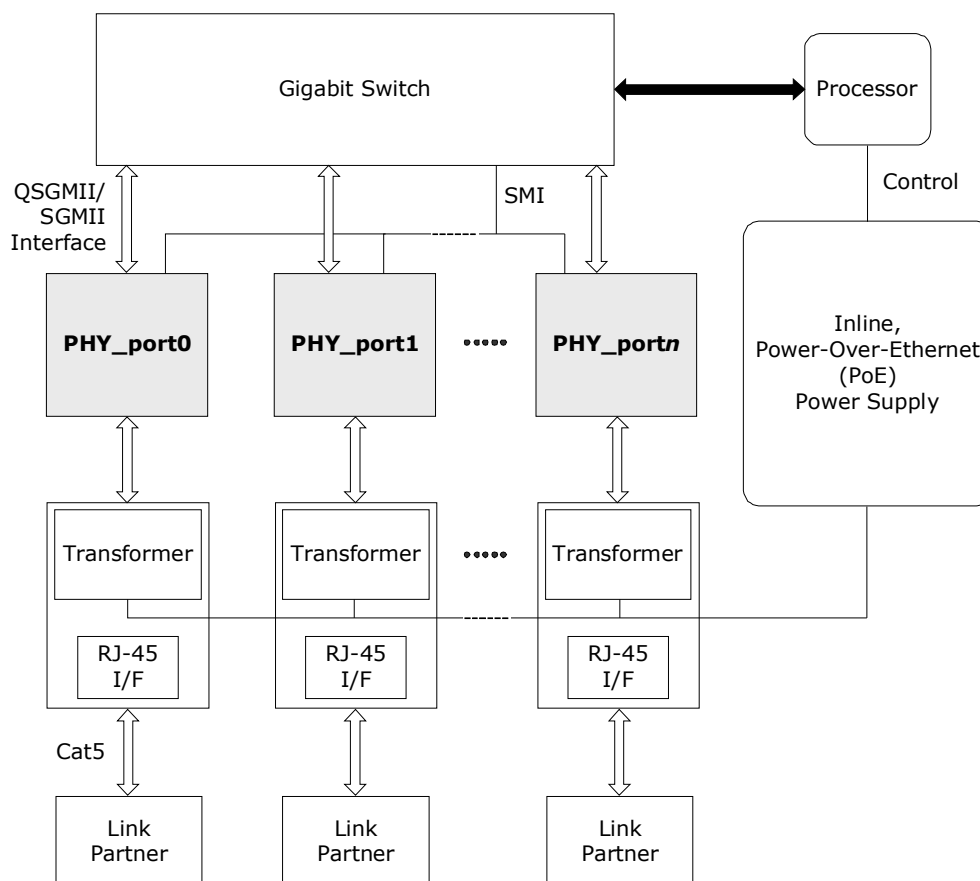 Gigabit Switch
Processor
QSGMII/
SGMII
Interface
SMI
Control
PHY_port0
PHY_port1
PHY_portn
Inline,
Power-Over-Ethernet
(PoE)
Power Supply
Transformer
Transformer
Transformer
RJ-45
I/F
RJ-45
I/F
RJ-45
I/F
Cat5
Link
Partner
Link
Partner
Link
Partner